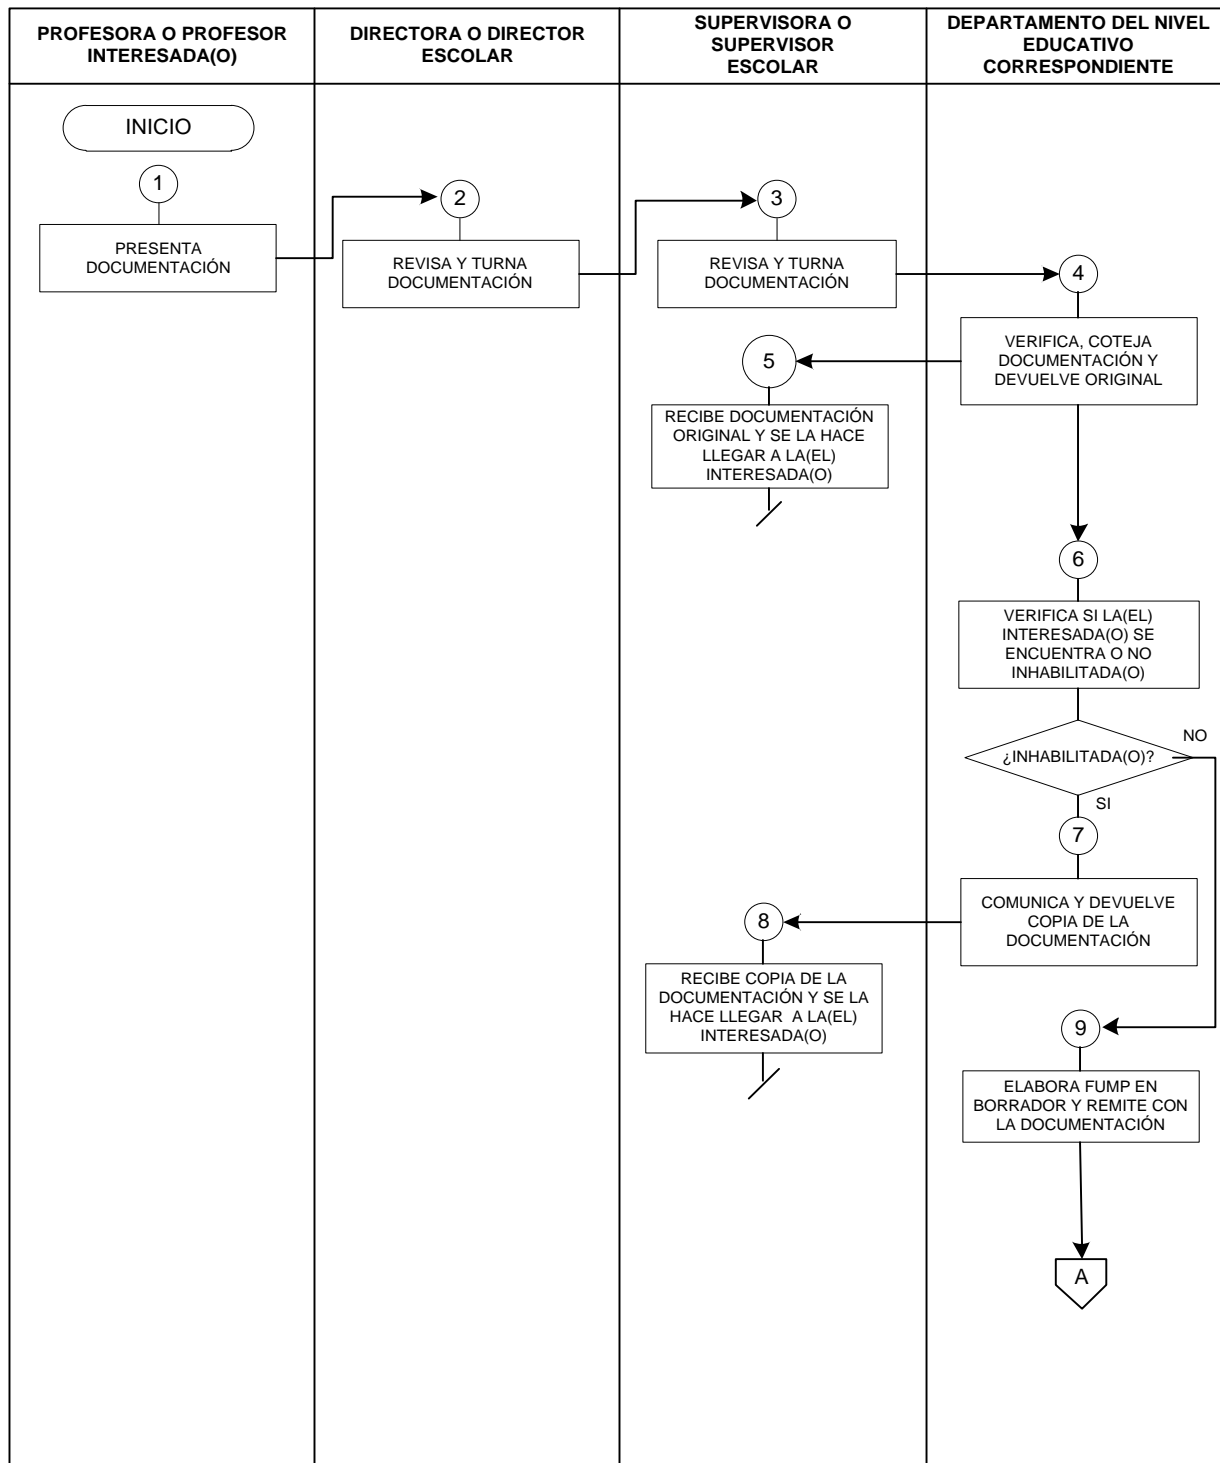 PROFESORA O PROFESOR
INTERESADA(O)
DIRECTORA O DIRECTOR
ESCOLAR
SUPERVISORA O
SUPERVISOR
ESCOLAR
DEPARTAMENTO DEL NIVEL
EDUCATIVO
CORRESPONDIENTE
INICIO
1
PRESENTA
DOCUMENTACIÓN
2
REVISA Y TURNA
DOCUMENTACIÓN
3
REVISA Y TURNA
DOCUMENTACIÓN
4
VERIFICA, COTEJA
DOCUMENTACIÓN Y
DEVUELVE ORIGINAL
5
RECIBE DOCUMENTACIÓN
ORIGINAL Y SE LA HACE
LLEGAR A LA(EL)
INTERESADA(O)
6
VERIFICA SI LA(EL)
INTERESADA(O) SE
ENCUENTRA O NO
INHABILITADA(O)
¿INHABILITADA(O)?
NO
SI
7
COMUNICA Y DEVUELVE
COPIA DE LA
DOCUMENTACIÓN
8
RECIBE COPIA DE LA
DOCUMENTACIÓN Y SE LA
HACE LLEGAR A LA(EL)
INTERESADA(O)
9
ELABORA FUMP EN
BORRADOR Y REMITE CON
LA DOCUMENTACIÓN
A